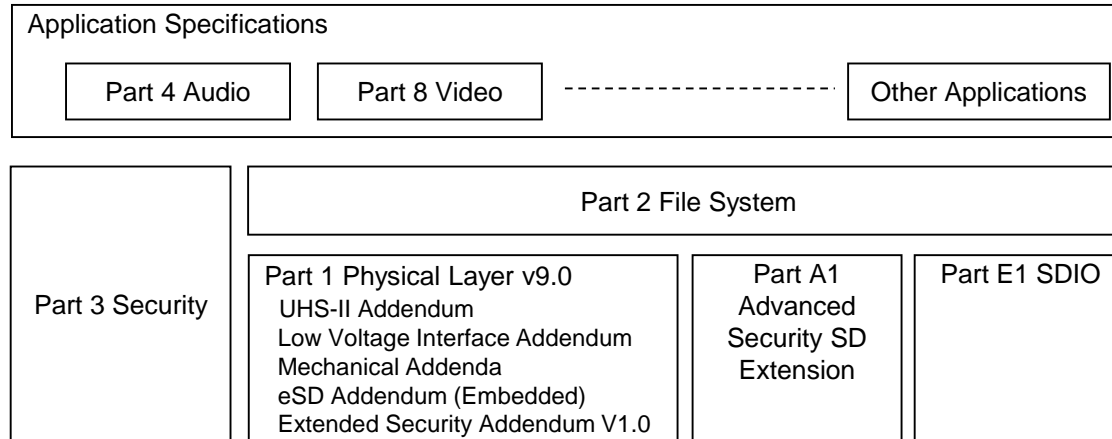 Application Specifications
Part 4 Audio
Part 8 Video
Other Applications
Part 3 Security
Part 2 File System
Part 1 Physical Layer v9.0
UHS-II Addendum
Low Voltage Interface Addendum
Mechanical Addenda
eSD Addendum (Embedded)
Extended Security Addendum V1.0
Part A1
Advanced
Security SD
Extension
Part E1 SDIO